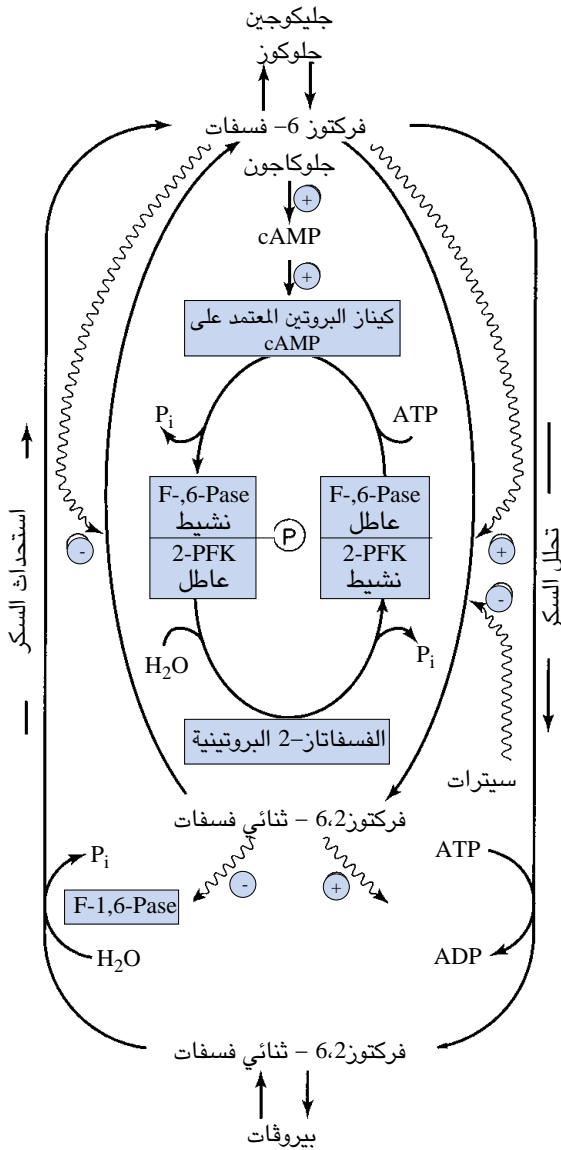 جليكوجين
جلوكوز
فركتوز 6– فسفات
جلوكاجون
+
cAMP
+
كيناز البروتين المعتمد على
cAMP
Pi
ATP
F-,6-Pase
نشيط
2-PFK
عاطل
P
F-,6-Pase
عاطل
2-PFK
نشيط
استحداث السكر
تحلل السكر
-
+
-
H2O
Pi
الفسفاتاز–2 البروتينية
سيترات
فركتوز6،2 – ثنائي فسفات
Pi
-
+
ATP
F-1,6-Pase
H2O
ADP
فركتوز6،2 – ثنائي فسفات
بيروڤات